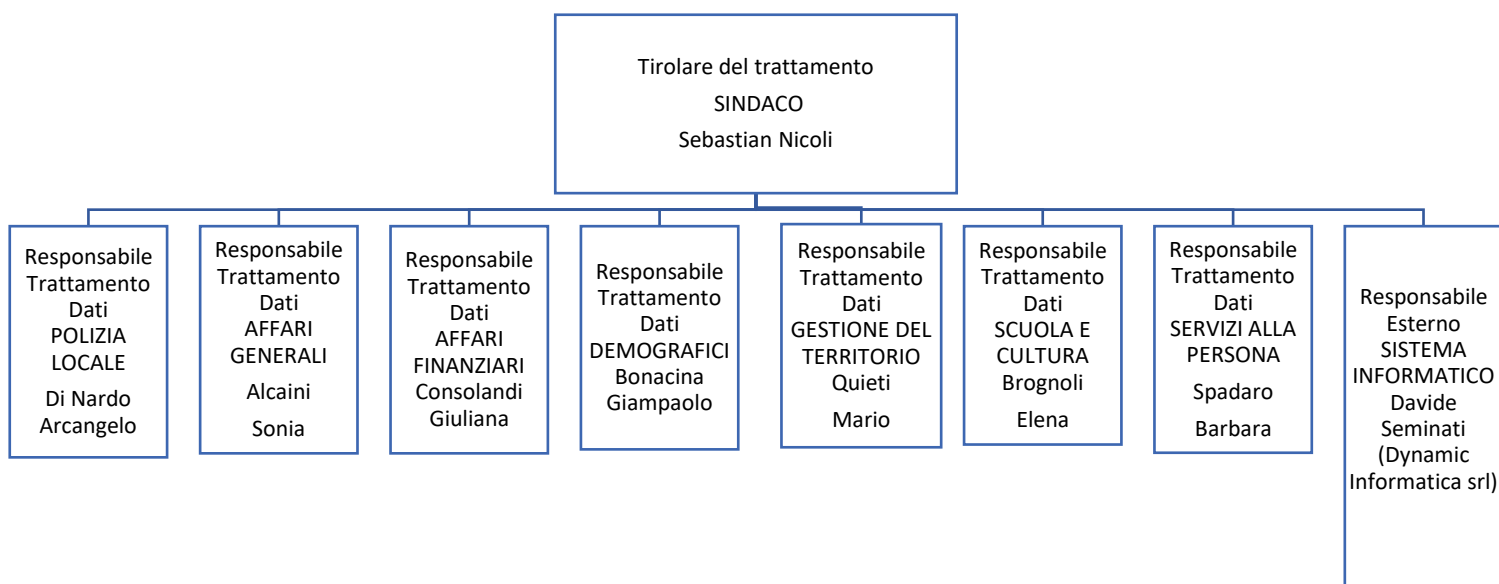 Tirolare del trattamento
SINDACO
Sebastian Nicoli
Responsabile
Trattamento
Dati
POLIZIA
LOCALE
Di Nardo
Arcangelo
Responsabile
Trattamento
Dati
AFFARI
GENERALI
Alcaini
Sonia
Responsabile
Trattamento
Dati
AFFARI
FINANZIARI
Consolandi
Giuliana
Responsabile
Trattamento
Dati
DEMOGRAFICI
Bonacina
Giampaolo
Responsabile
Trattamento
Dati
GESTIONE DEL
TERRITORIO
Quieti
Mario
Responsabile
Trattamento
Dati
SCUOLA E
CULTURA
Brognoli
Elena
Responsabile
Trattamento
Dati
SERVIZI ALLA
PERSONA
Spadaro
Barbara
Responsabile
Esterno
SISTEMA
INFORMATICO
Davide
Seminati
(Dynamic
Informatica srl)